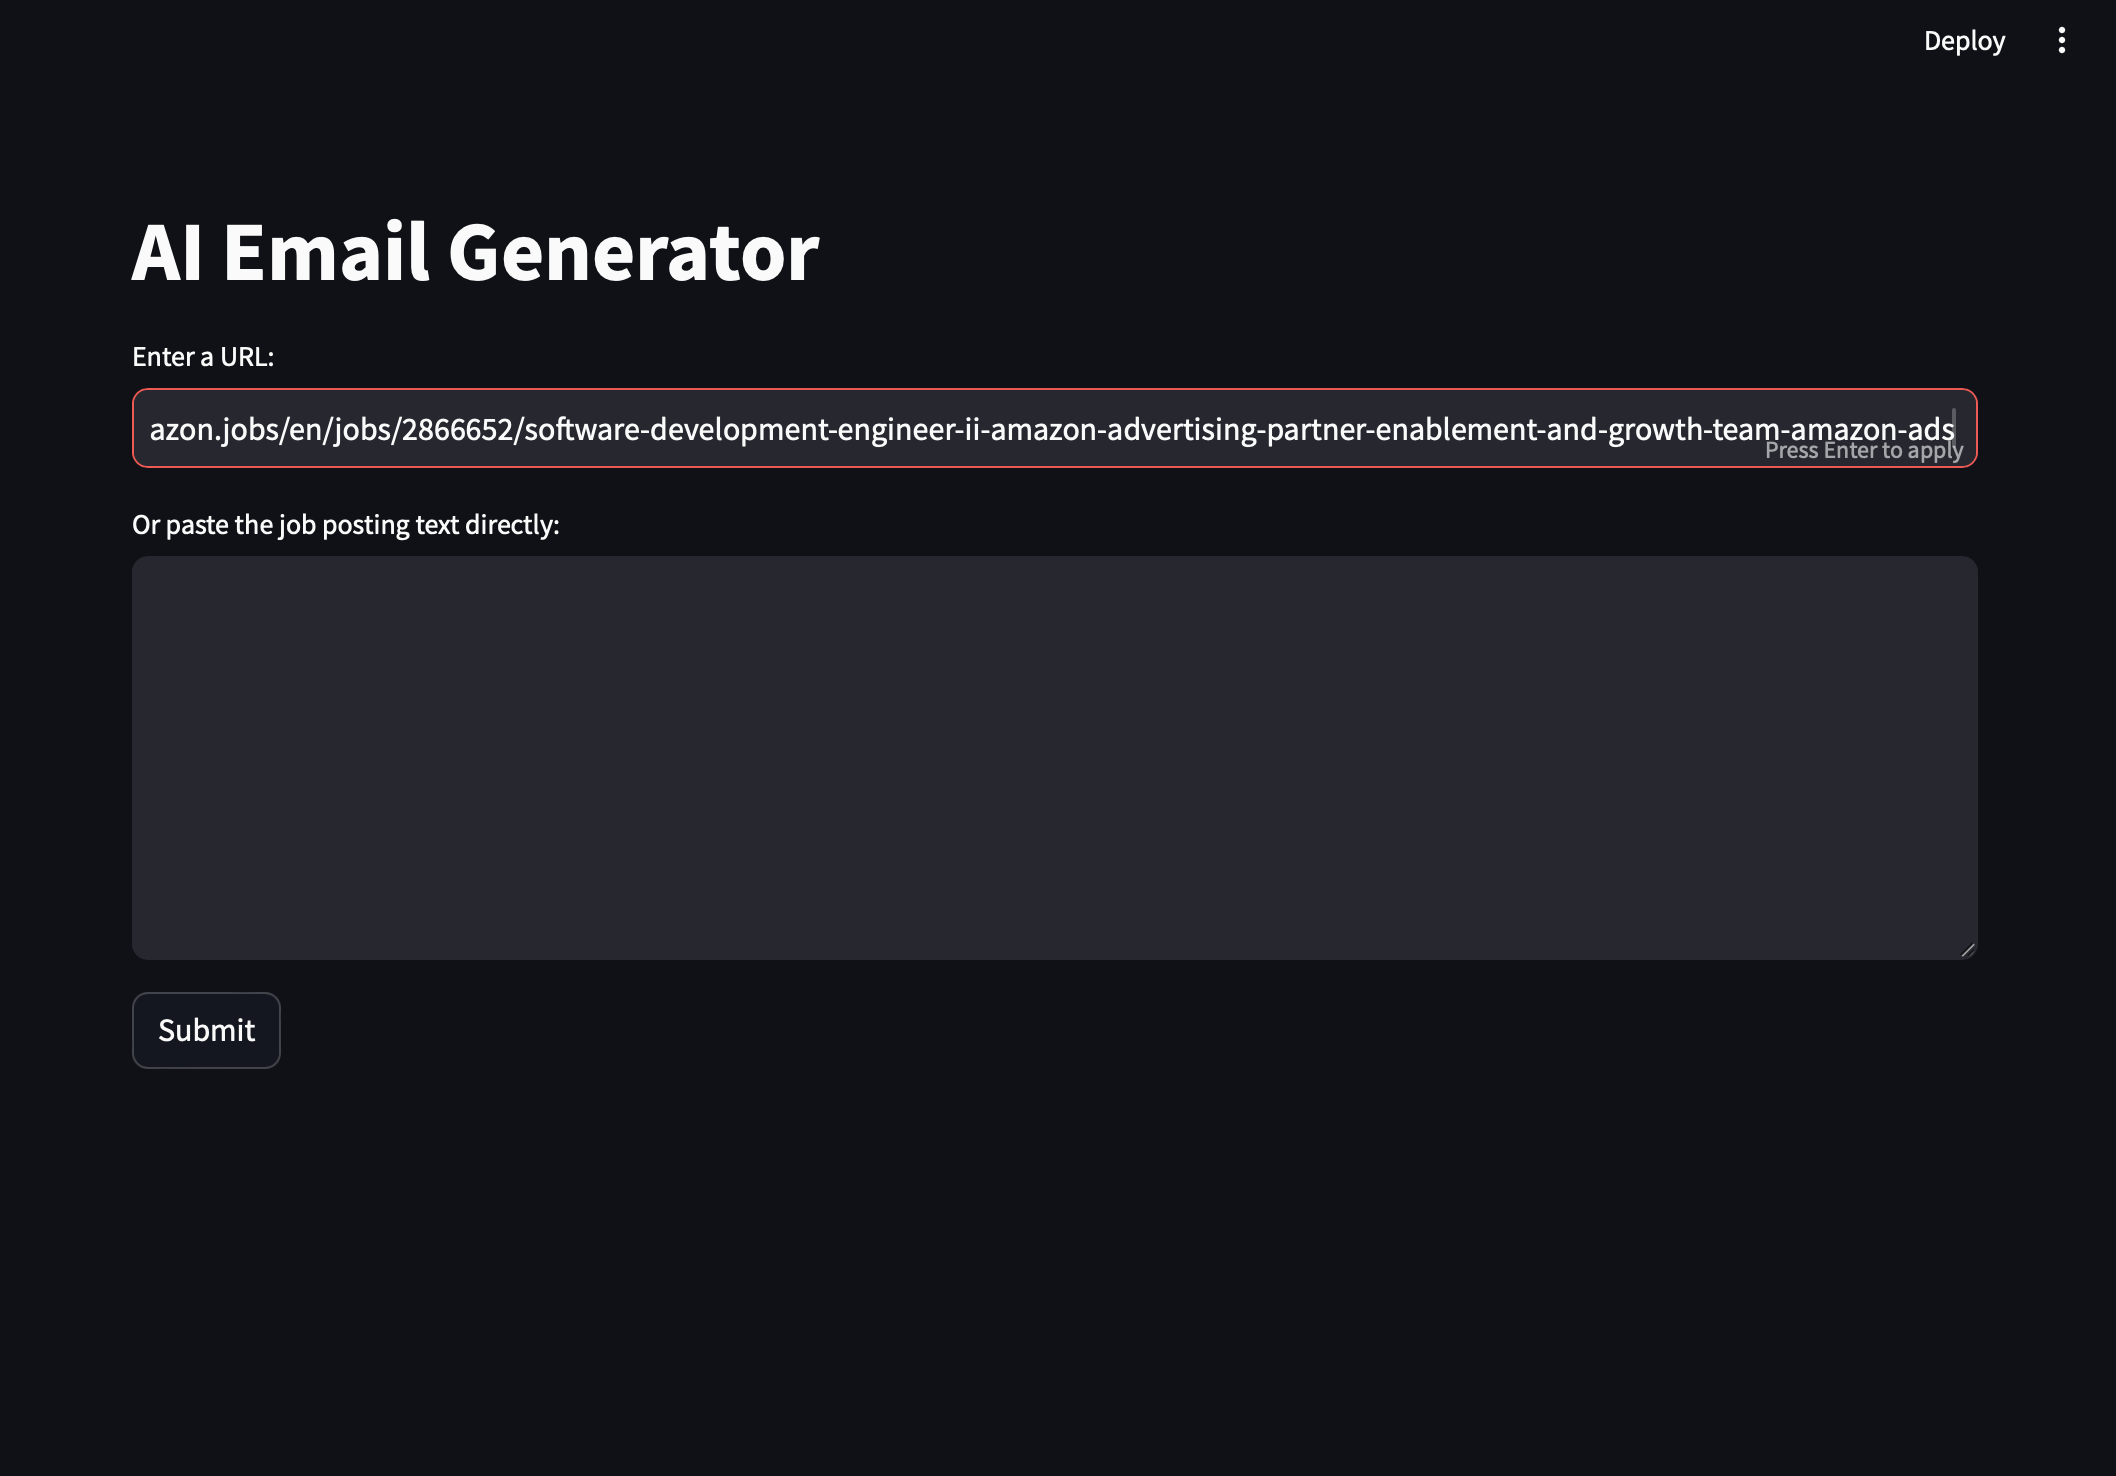 Deploy
AI Email Generator
Enter a URL:
azon.jobs/en/jobs/2866652/software-development-engineer-ii-amazon-advertising-partner-enablement-and-growth-team-amazon-ads
Press Enter to apply
Or paste the job posting text directly:
Submit